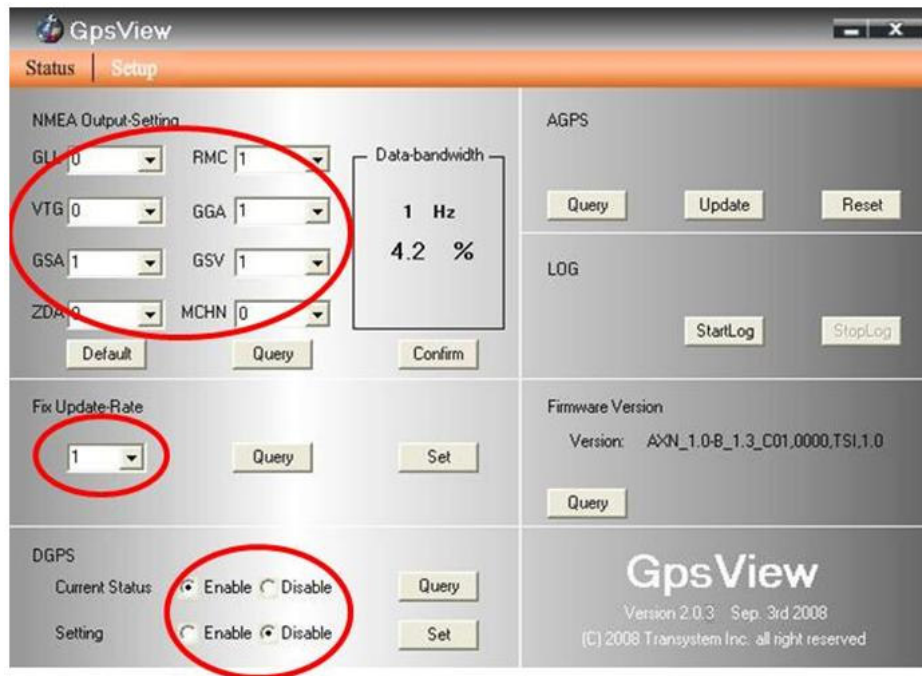 GpsView
Status | Setup
NMEA Output-Setting
GLL 0 RMC 1
VTG 0 GGA 1
GSA 1 GSV 1
ZDA 0 MCHN 0
Default Query Confirm
Data-bandwidth
1 Hz
4.2 %
AGPS
Query Update Reset
LOG
StartLog StopLog
Fix Update-Rate
1 Query Set
Firmware Version
Version: AXN_1.0-B_1.3_C01,0000,TSI,1.0
Query
DGPS
Current Status Enable Disable Query
Setting Enable Disable Set
GpsView
Version 2.0.3 Sep. 3rd 2008
(C) 2008 Transystem Inc. all right reserved